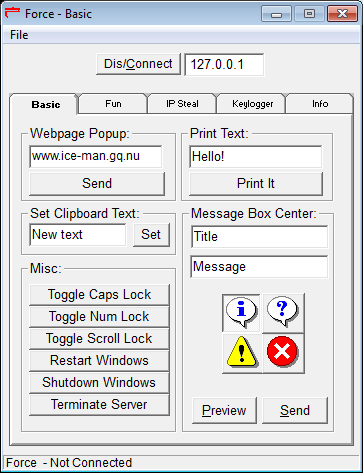 Force - Basic
File
Dis/Connect 127.0.0.1
Basic Fun IP Steal Keylogger Info
Webpage Popup:
www.ice-man.gq.nu
Send
Print Text:
Hello!
Print It
Set Clipboard Text:
New text Set
Message Box Center:
Title
Message
Misc:
Toggle Caps Lock
Toggle Num Lock
Toggle Scroll Lock
Restart Windows
Shutdown Windows
Terminate Server
Preview Send
Force - Not Connected